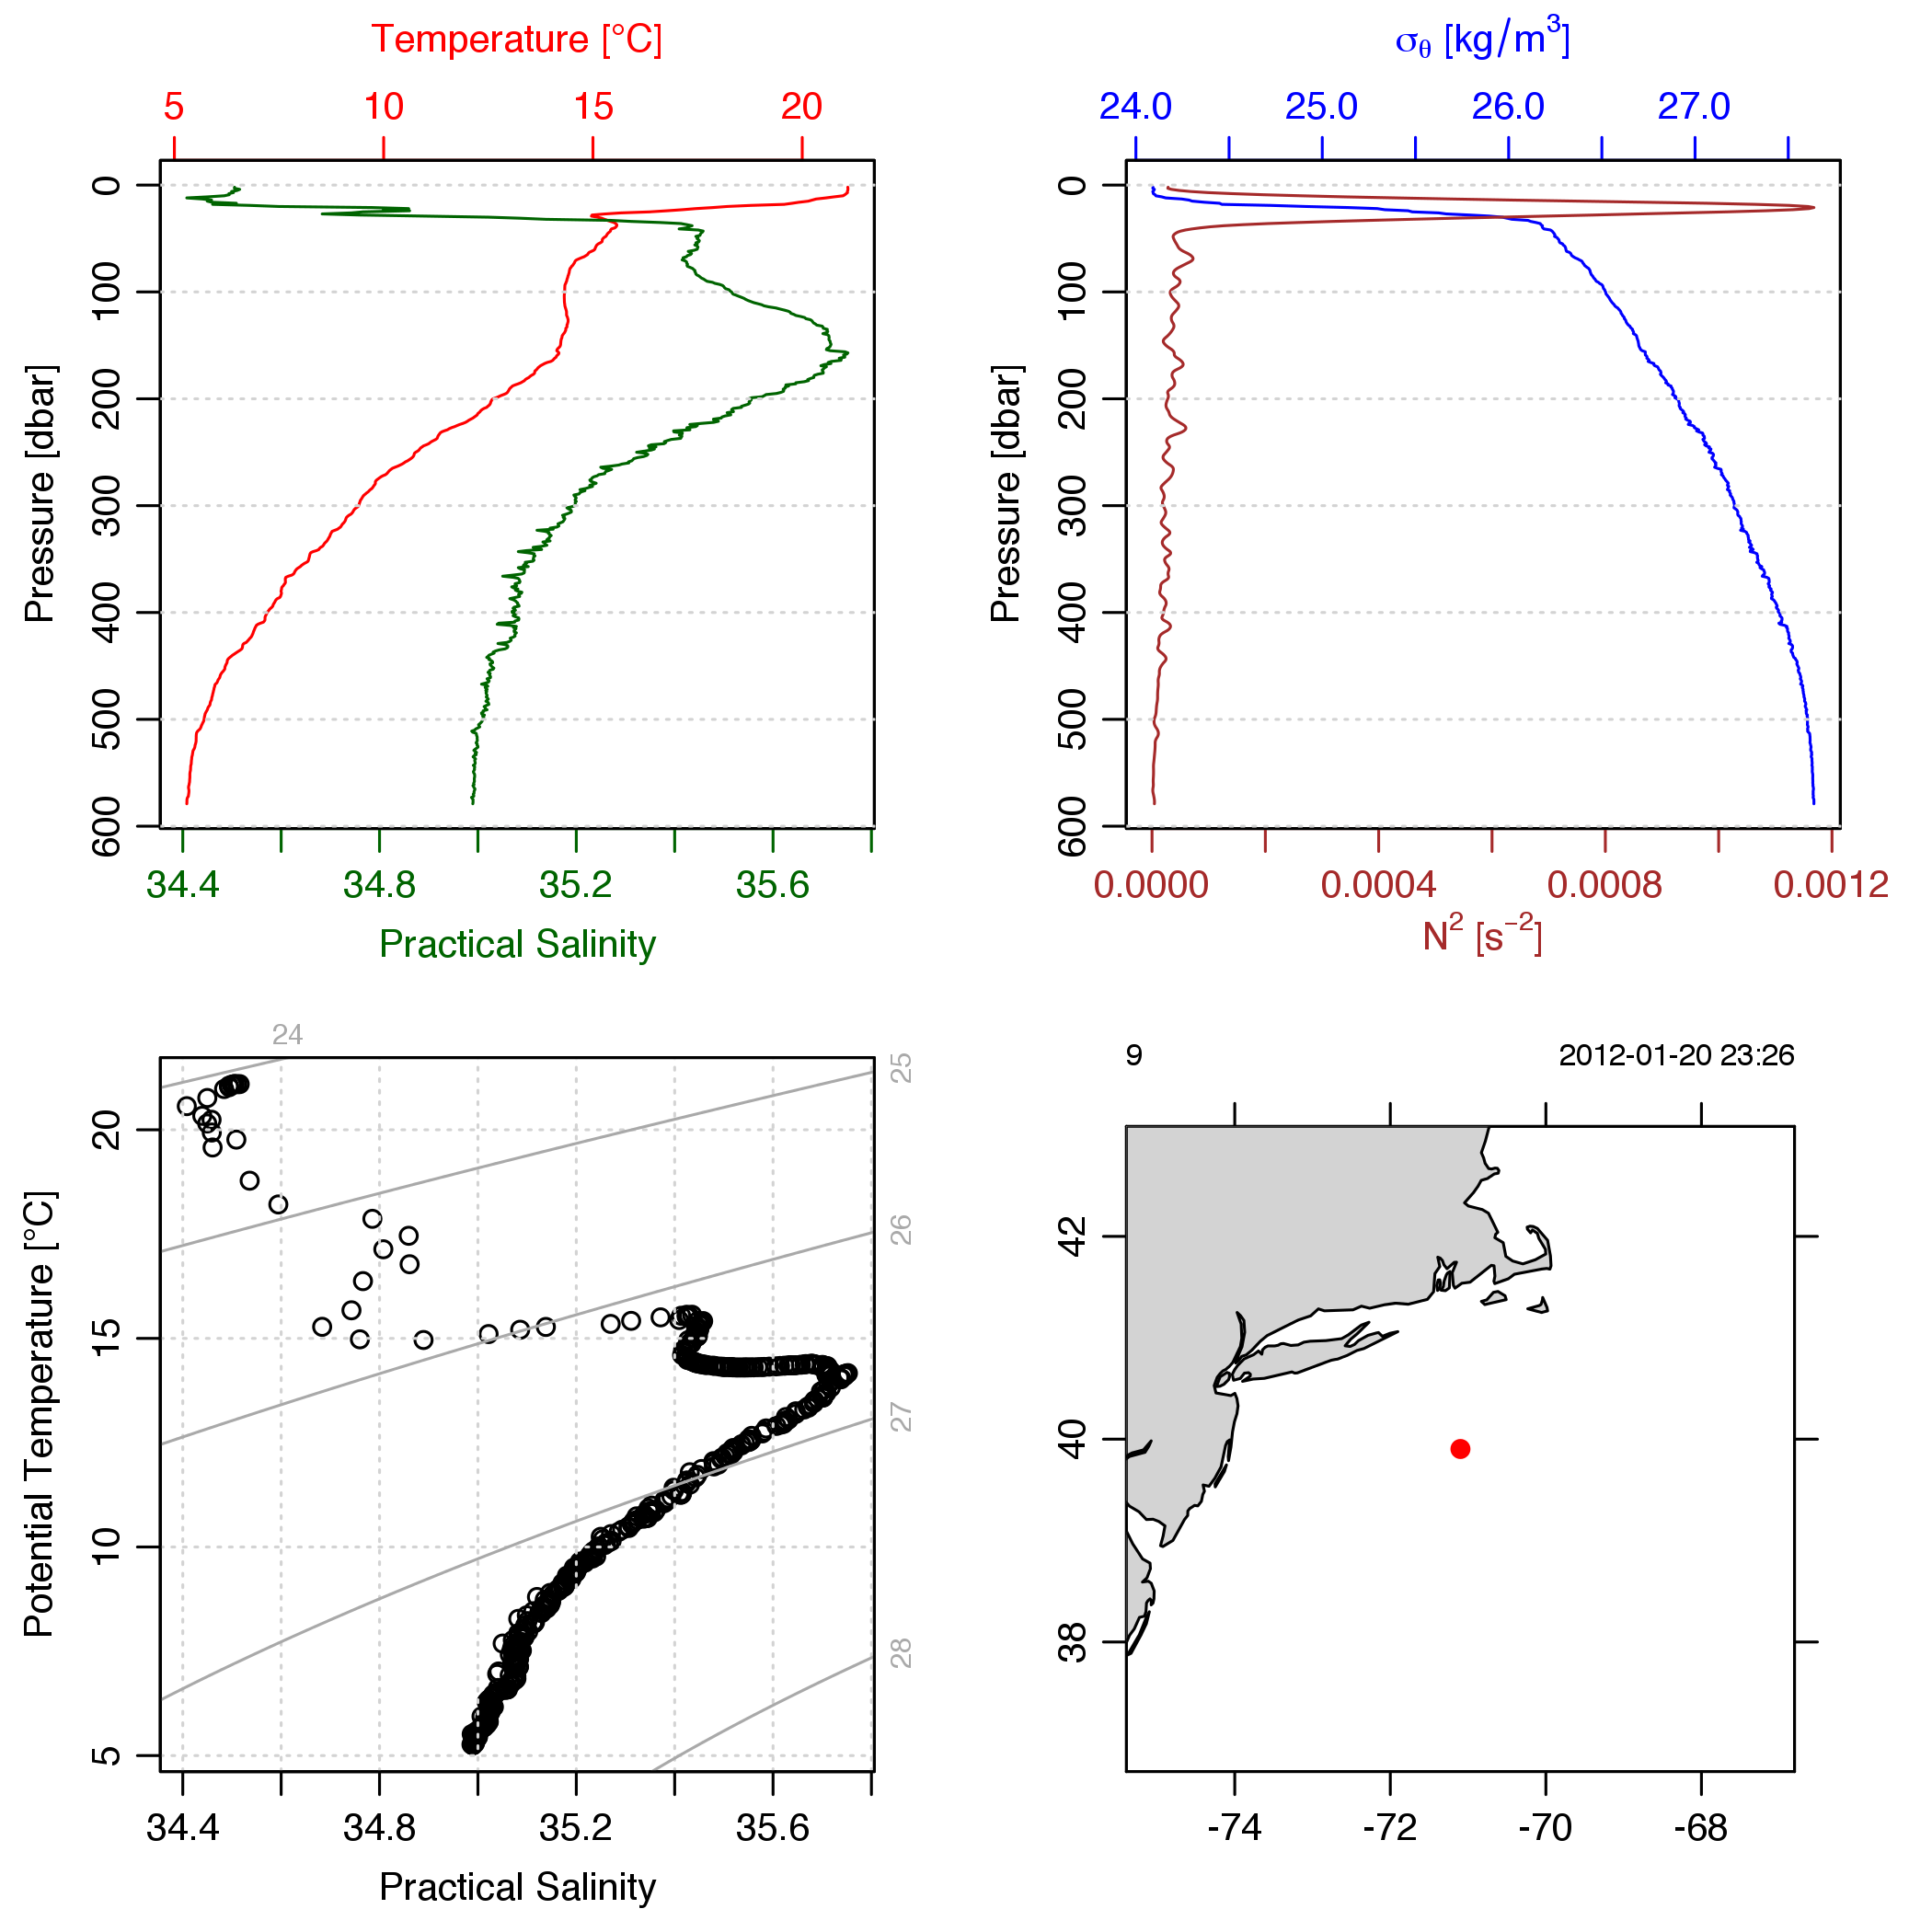 Temperature [°C]
5 10 15 20
0
100
200
300
400
500
600
Pressure [dbar]
34.4 34.8 35.2 35.6
Practical Salinity
σθ [kg/m³]
24.0 25.0 26.0 27.0
0
100
200
300
400
500
600
Pressure [dbar]
0.0000 0.0004 0.0008 0.0012
N² [s⁻²]
24
25
26
27
28
20
15
10
5
Potential Temperature [°C]
34.4 34.8 35.2 35.6
Practical Salinity
9 2012-01-20 23:26
42
40
38
-74 -72 -70 -68